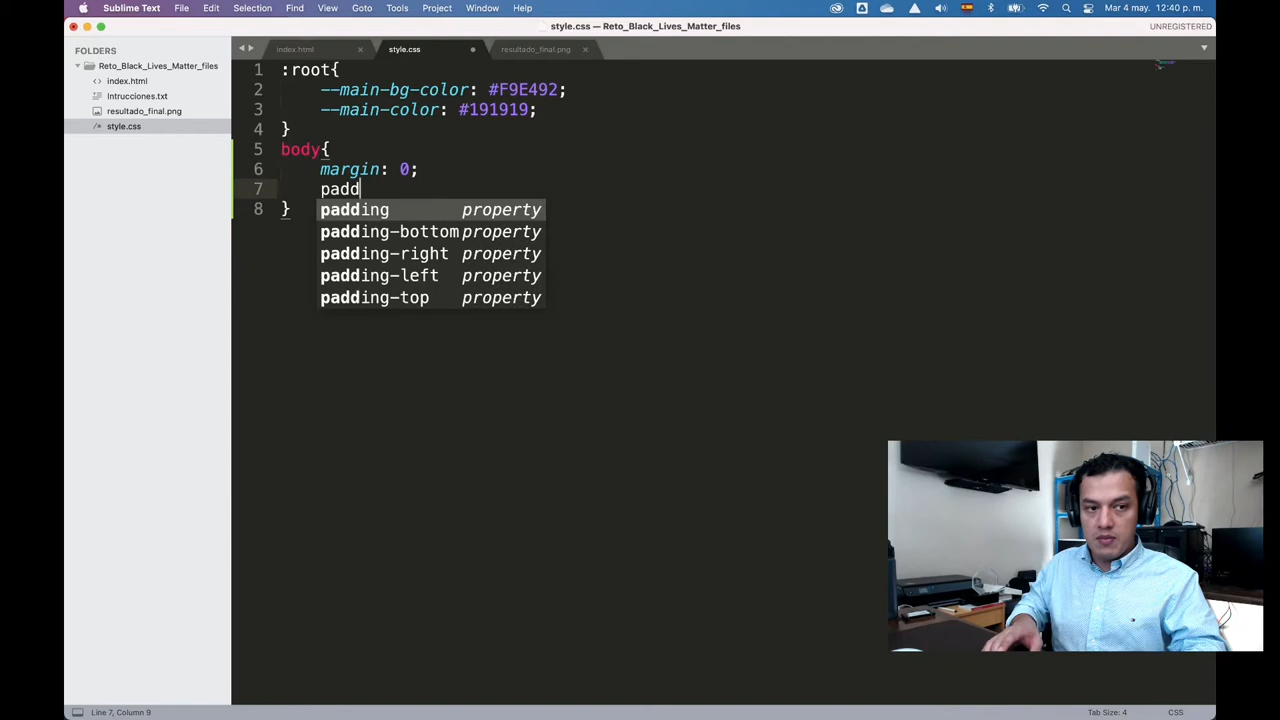 Sublime Text File Edit Selection Find View Goto Tools Project Window Help Mar 4 may. 12:40 p. m.
style.css — Reto_Black_Lives_Matter_files UNREGISTERED
FOLDERS
Reto_Black_Lives_Matter_files
index.html
Intrucciones.txt
resultado_final.png
style.css
index.html style.css resultado_final.png
1 :root{
2 --main-bg-color: #F9E492;
3 --main-color: #191919;
4 }
5 body{
6 margin: 0;
7 padd
8 }
padding property
padding-bottom property
padding-right property
padding-left property
padding-top property
Line 7, Column 9 Tab Size: 4 CSS